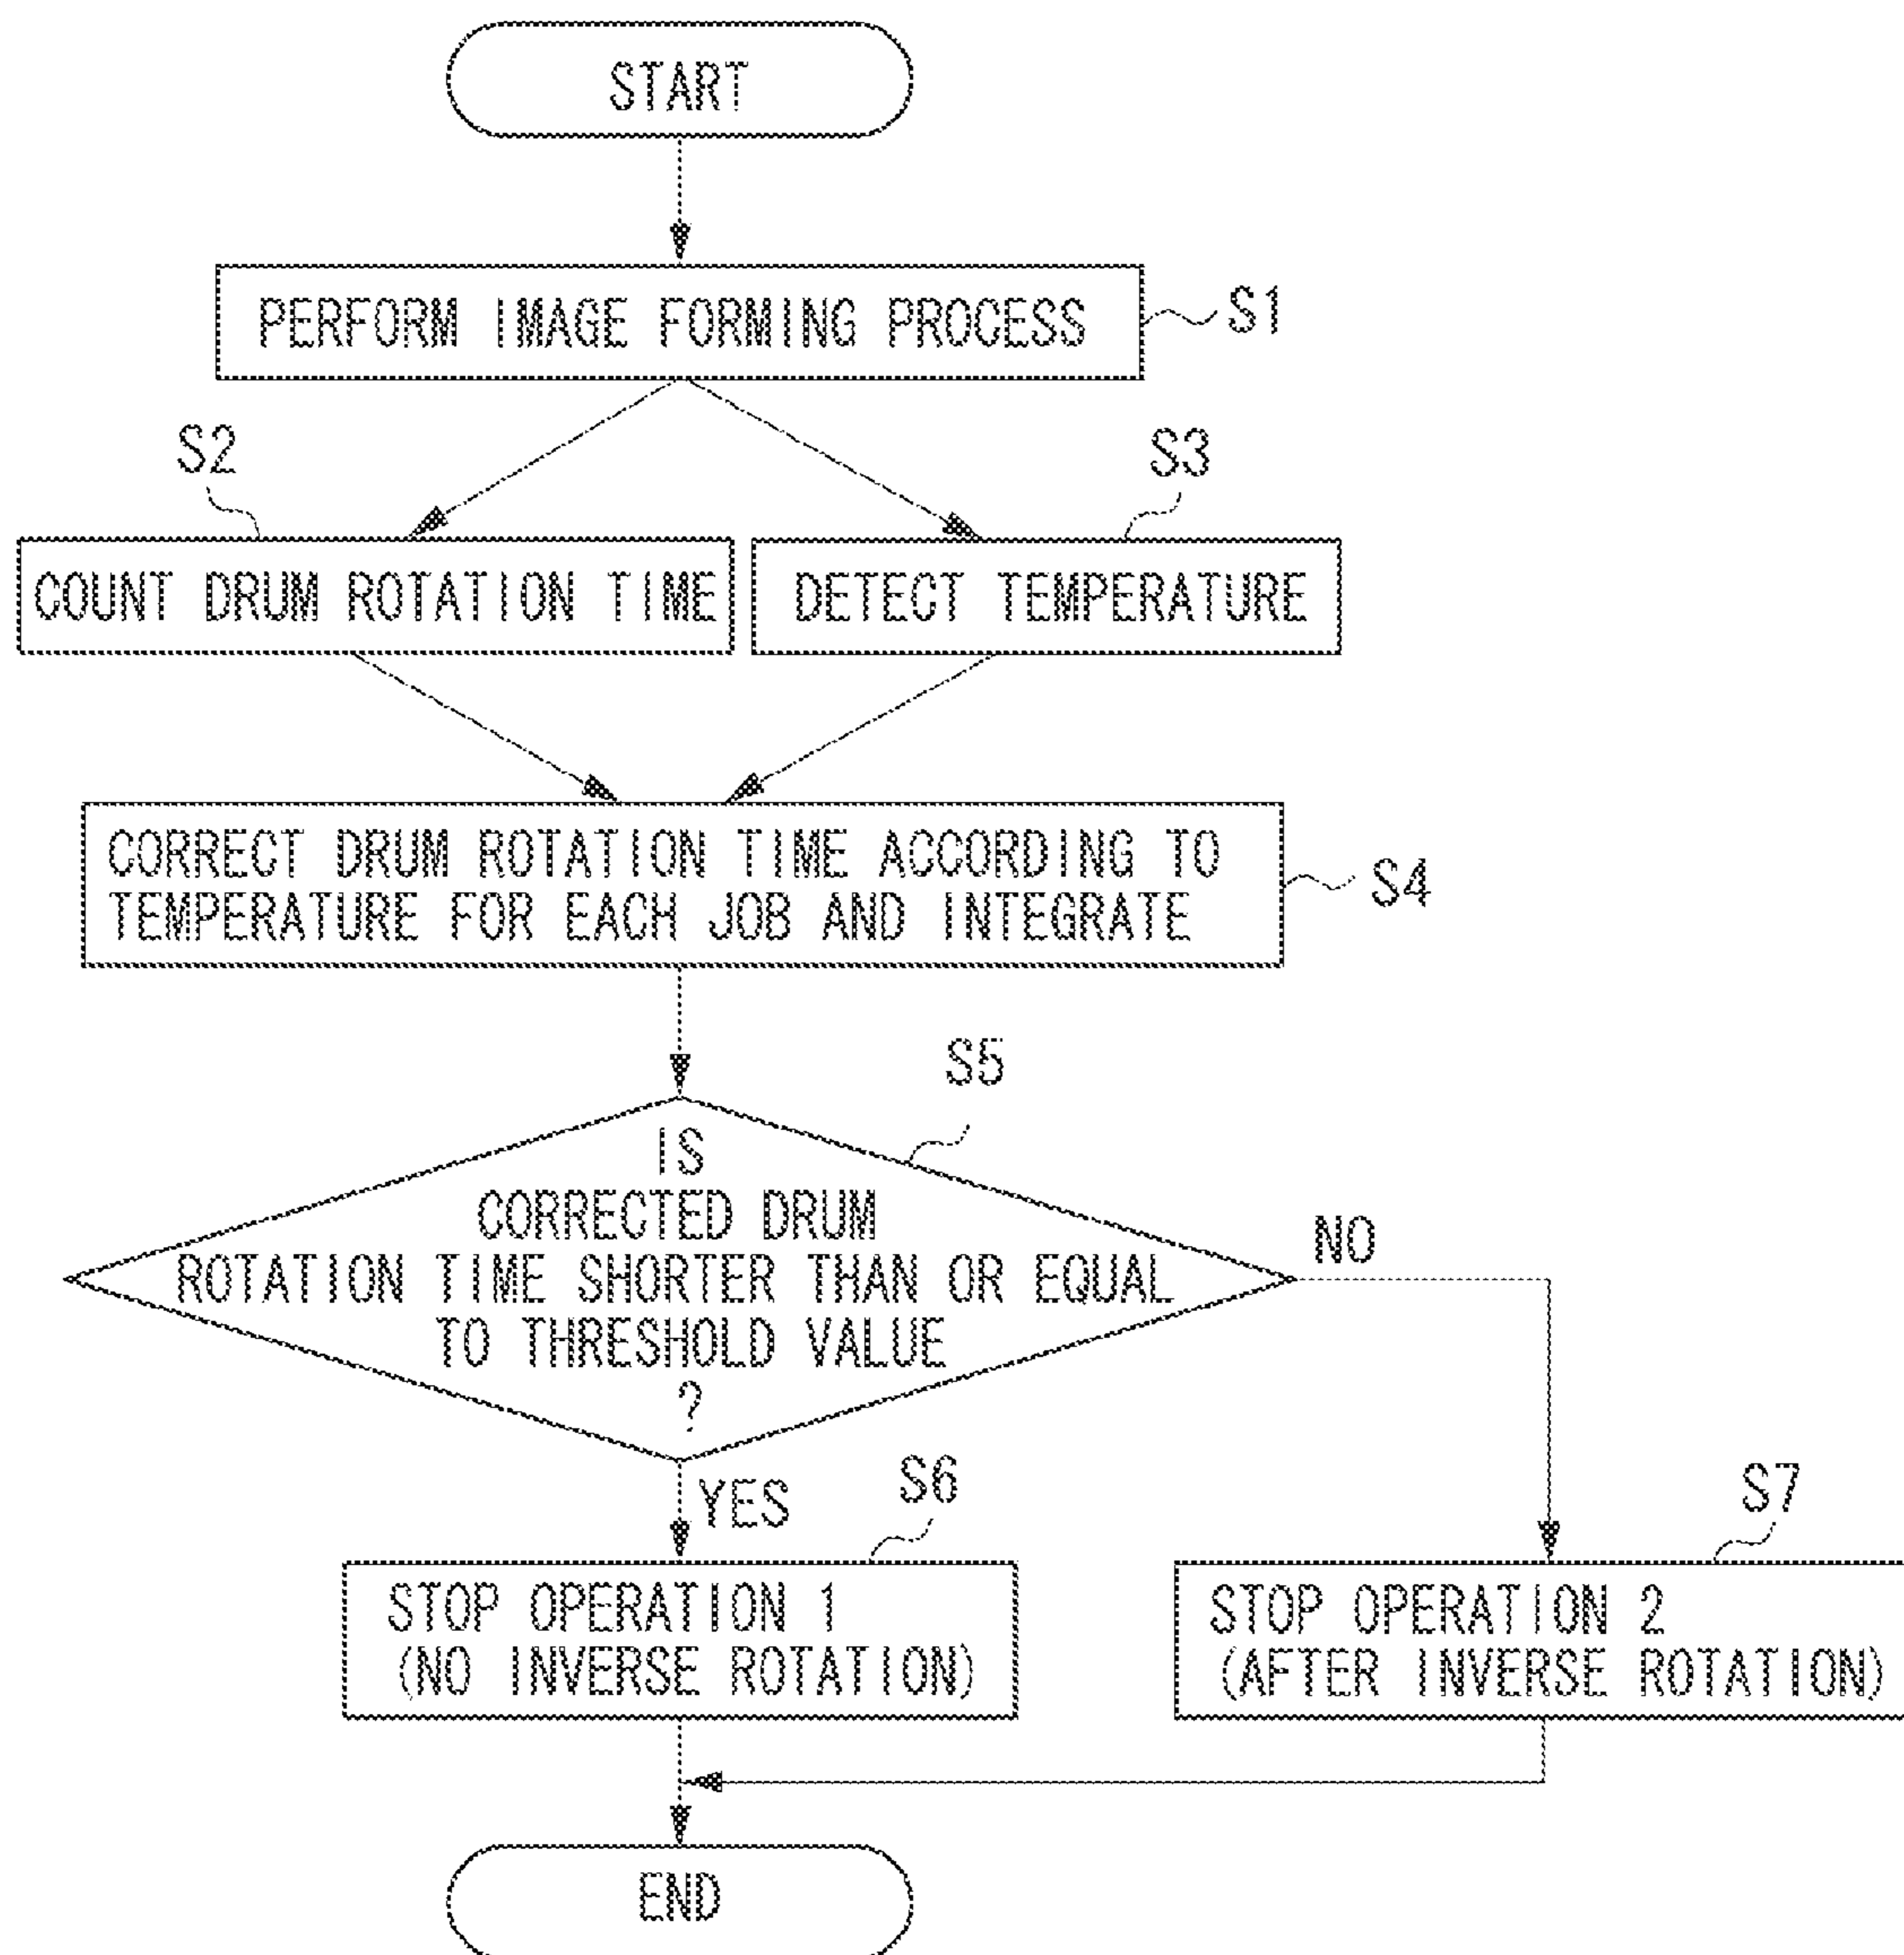 START
PERFORM IMAGE FORMING PROCESS
S1
S2
S3
COUNT DRUM ROTATION TIME
DETECT TEMPERATURE
CORRECT DRUM ROTATION TIME ACCORDING TO
TEMPERATURE FOR EACH JOB AND INTEGRATE
S4
S5
IS
CORRECTED DRUM
ROTATION TIME SHORTER THAN OR EQUAL
TO THRESHOLD VALUE
?
NO
YES
S6
S7
STOP OPERATION 1
(NO INVERSE ROTATION)
STOP OPERATION 2
(AFTER INVERSE ROTATION)
END